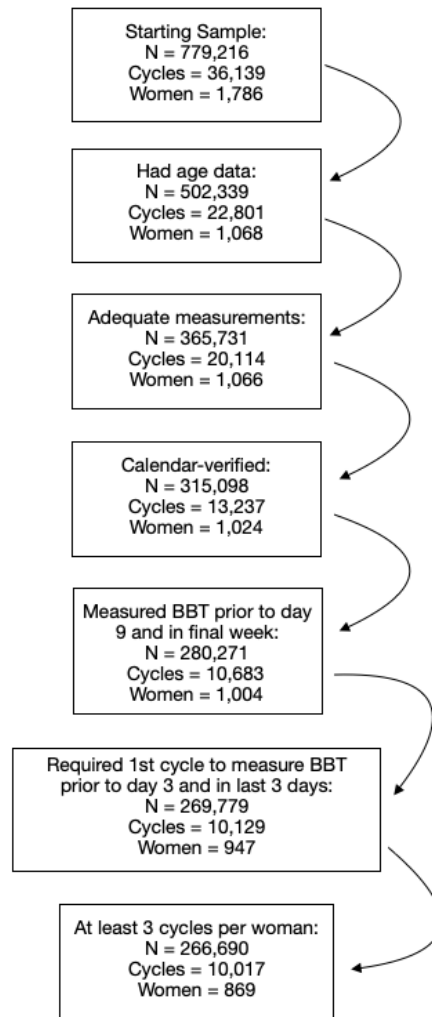 Starting Sample:
N = 779,216
Cycles = 36,139
Women = 1,786
Had age data:
N = 502,339
Cycles = 22,801
Women = 1,068
Adequate measurements:
N = 365,731
Cycles = 20,114
Women = 1,066
Calendar-verified:
N = 315,098
Cycles = 13,237
Women = 1,024
Measured BBT prior to day
9 and in final week:
N = 280,271
Cycles = 10,683
Women = 1,004
Required 1st cycle to measure BBT
prior to day 3 and in last 3 days:
N = 269,779
Cycles = 10,129
Women = 947
At least 3 cycles per woman:
N = 266,690
Cycles = 10,017
Women = 869